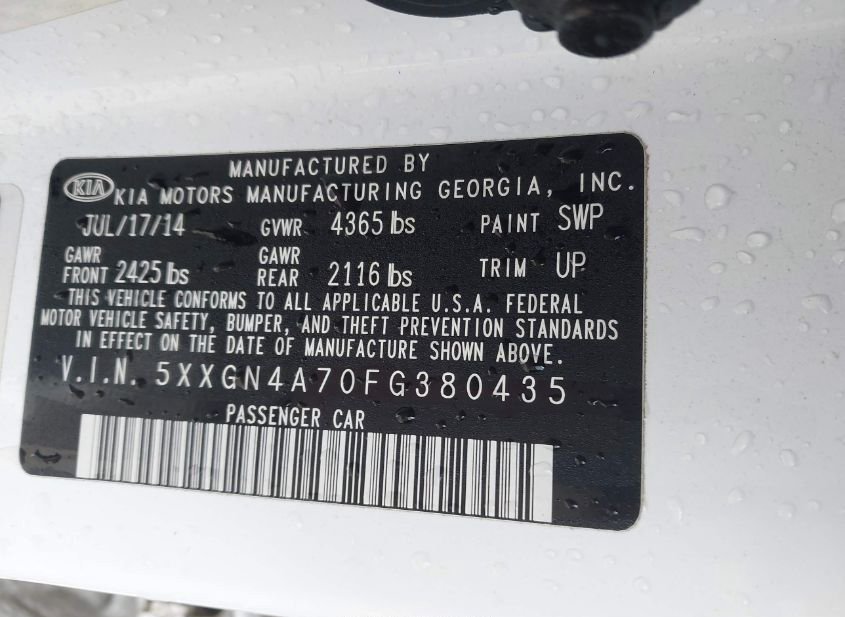 MANUFACTURED BY
KIA KIA MOTORS MANUFACTURING GEORGIA, INC.
JUL/17/14 GVWR 4365 lbs PAINT SWP
GAWR FRONT 2425 lbs GAWR REAR 2116 lbs TRIM UP
THIS VEHICLE CONFORMS TO ALL APPLICABLE U.S.A. FEDERAL
MOTOR VEHICLE SAFETY, BUMPER, AND THEFT PREVENTION STANDARDS
IN EFFECT ON THE DATE OF MANUFACTURE SHOWN ABOVE.
V.I.N. 5XXGN4A70FG380435
PASSENGER CAR